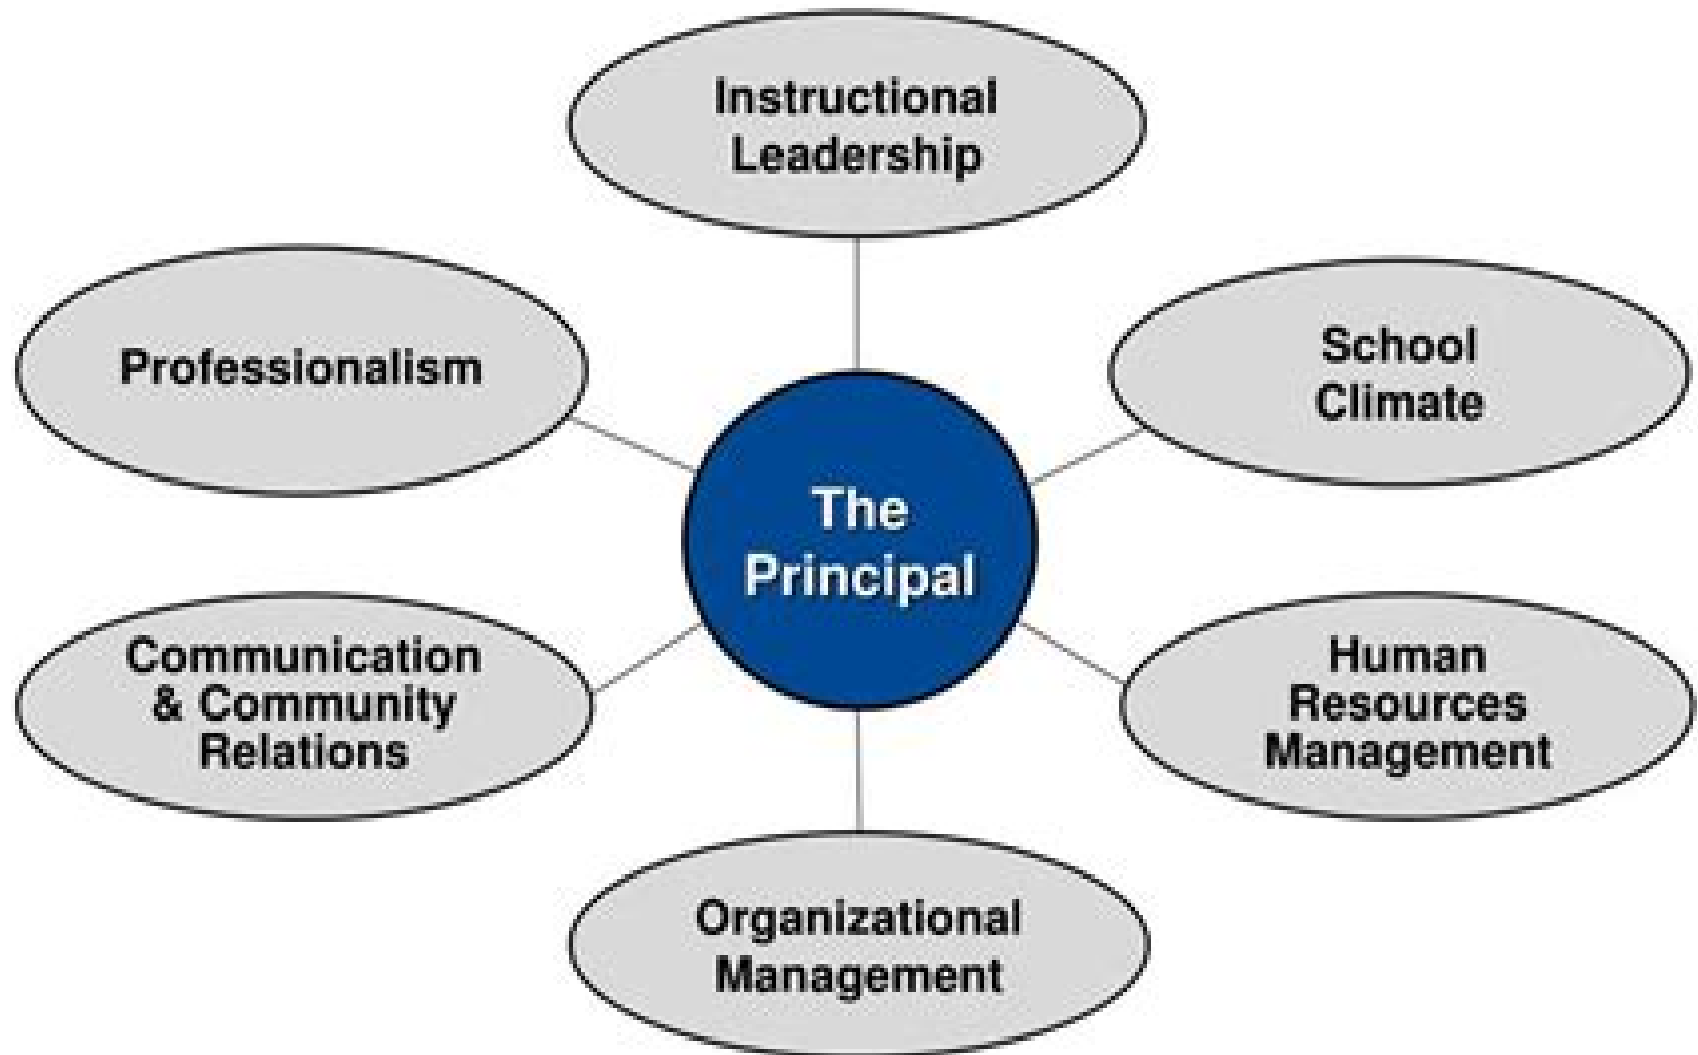 Instructional
Leadership
School
Climate
Human
Resources
Management
Organizational
Management
Communication
& Community
Relations
Professionalism
The
Principal